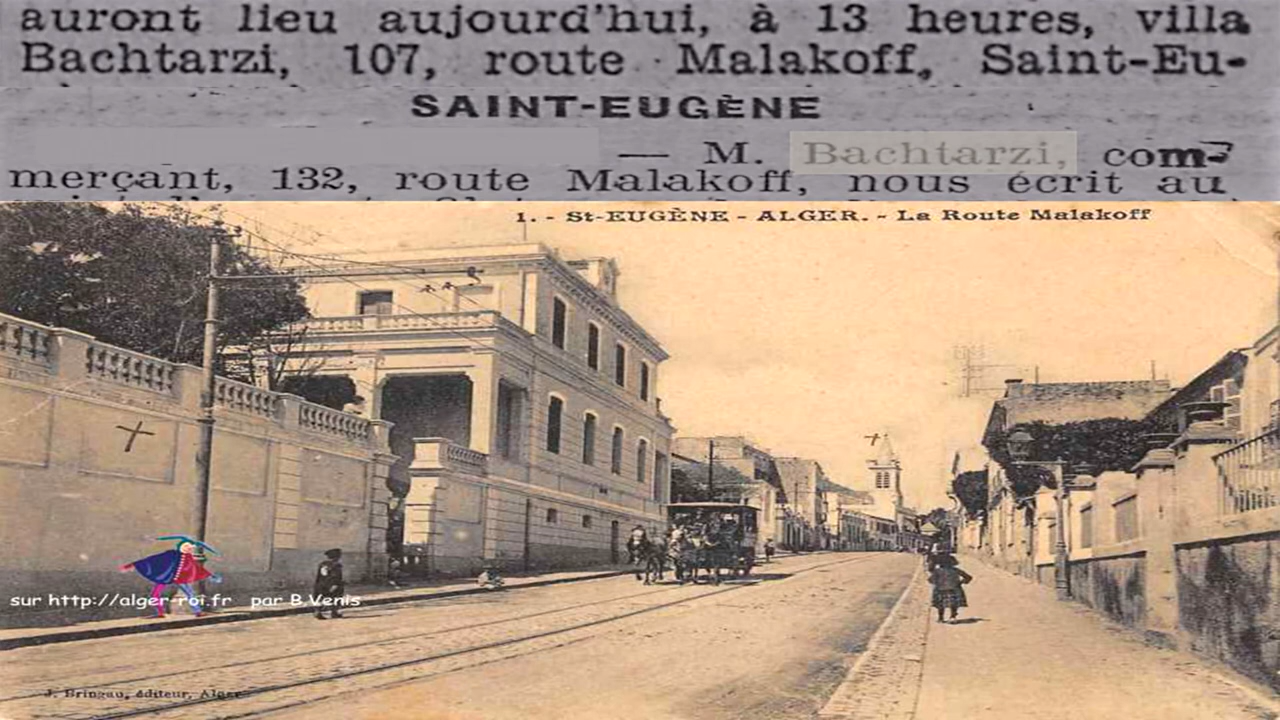 auront lieu aujourd'hui, à 13 heures, villa
Bachtarzi, 107, route Malakoff, Saint-Eu-
SAINT-EUGÈNE
— M. Bachtarzi, com-
merçant, 132, route Malakoff, nous écrit au
1. - St-EUGÈNE - ALGER. - La Route Malakoff
sur http://alger-roi.fr par B.Venis
J. Bringau, éditeur, Alger